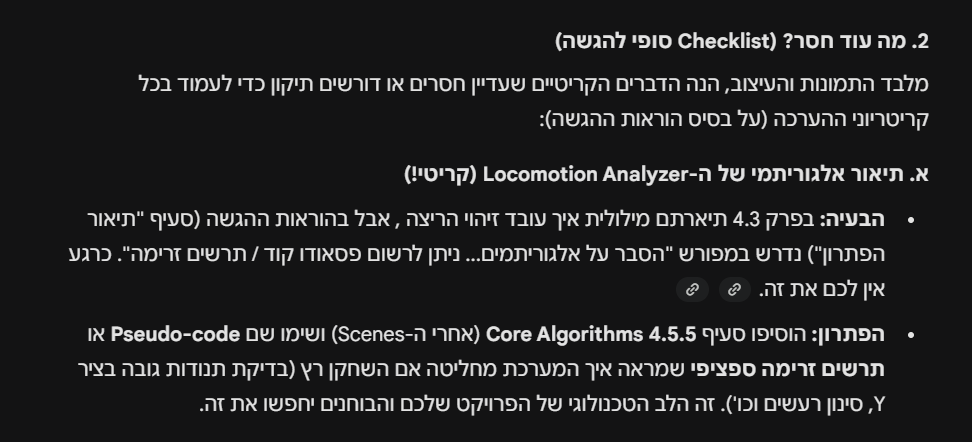 2. מה עוד חסר? (Checklist סופי להגשה)
מלבד התמונות והעיצוב, הנה הדברים הקריטיים שעדיין חסרים או דורשים תיקון כדי לעמוד בכל
קריטריוני ההערכה (על בסיס הוראות ההגשה):
א. תיאור אלגוריתמי של ה-Locomotion Analyzer (קריטי!)
• הבעיה: בפרק 4.3 תיארתם מילולית איך עובד זיהוי הריצה , אבל בהוראות ההגשה (סעיף "תיאור
הפתרון") נדרש במפורש "הסבר על אלגוריתמים... ניתן לרשום פסאודו קוד / תרשים זרימה". כרגע
אין לכם את זה.
• הפתרון: הוסיפו סעיף 4.5.5 Core Algorithms (אחרי ה-Scenes) ושימו שם Pseudo-code או
תרשים זרימה ספציפי שמראה איך המערכת מחליטה אם השחקן רץ (בדיקת תנודות גובה בציר
Y, סינון רעשים וכו'). זה הלב הטכנולוגי של הפרויקט שלכם והבוחנים יחפשו את זה.